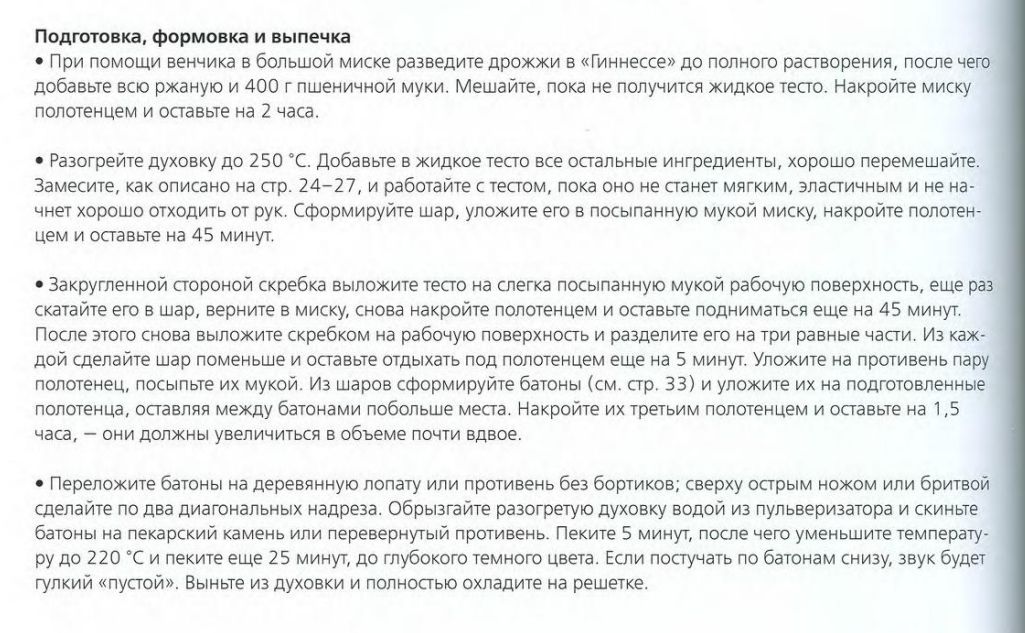 Подготовка, формовка и выпечка
• При помощи венчика в большой миске разведите дрожжи в «Гиннессе» до полного растворения, после чего
добавьте всю ржаную и 400 г пшеничной муки. Мешайте, пока не получится жидкое тесто. Накройте миску
полотенцем и оставьте на 2 часа.
• Разогрейте духовку до 250 °С. Добавьте в жидкое тесто все остальные ингредиенты, хорошо перемешайте.
Замесите, как описано на стр. 24–27, и работайте с тестом, пока оно не станет мягким, эластичным и не на-
чнет хорошо отходить от рук. Сформируйте шар, уложите его в посыпанную мукой миску, накройте полотен-
цем и оставьте на 45 минут.
• Закругленной стороной скребка выложите тесто на слегка посыпанную мукой рабочую поверхность, еще раз
скатайте его в шар, верните в миску, снова накройте полотенцем и оставьте подниматься еще на 45 минут.
После этого снова выложите скребком на рабочую поверхность и разделите его на три равные части. Из каж-
дой сделайте шар поменьше и оставьте отдыхать под полотенцем еще на 5 минут. Уложите на противень пару
полотенец, посыпьте их мукой. Из шаров сформируйте батоны (см. стр. 33) и уложите их на подготовленные
полотенца, оставляя между батонами побольше места. Накройте их третьим полотенцем и оставьте на 1,5
часа, — они должны увеличиться в объеме почти вдвое.
• Переложите батоны на деревянную лопату или противень без бортиков; сверху острым ножом или бритвой
сделайте по два диагональных надреза. Обрызгайте разогретую духовку водой из пульверизатора и скиньте
батоны на пекарский камень или перевернутый противень. Пеките 5 минут, после чего уменьшите температу-
ру до 220 °С и пеките еще 25 минут, до глубокого темного цвета. Если постучать по батонам снизу, звук будет
гулкий «пустой». Выньте из духовки и полностью охладите на решетке.